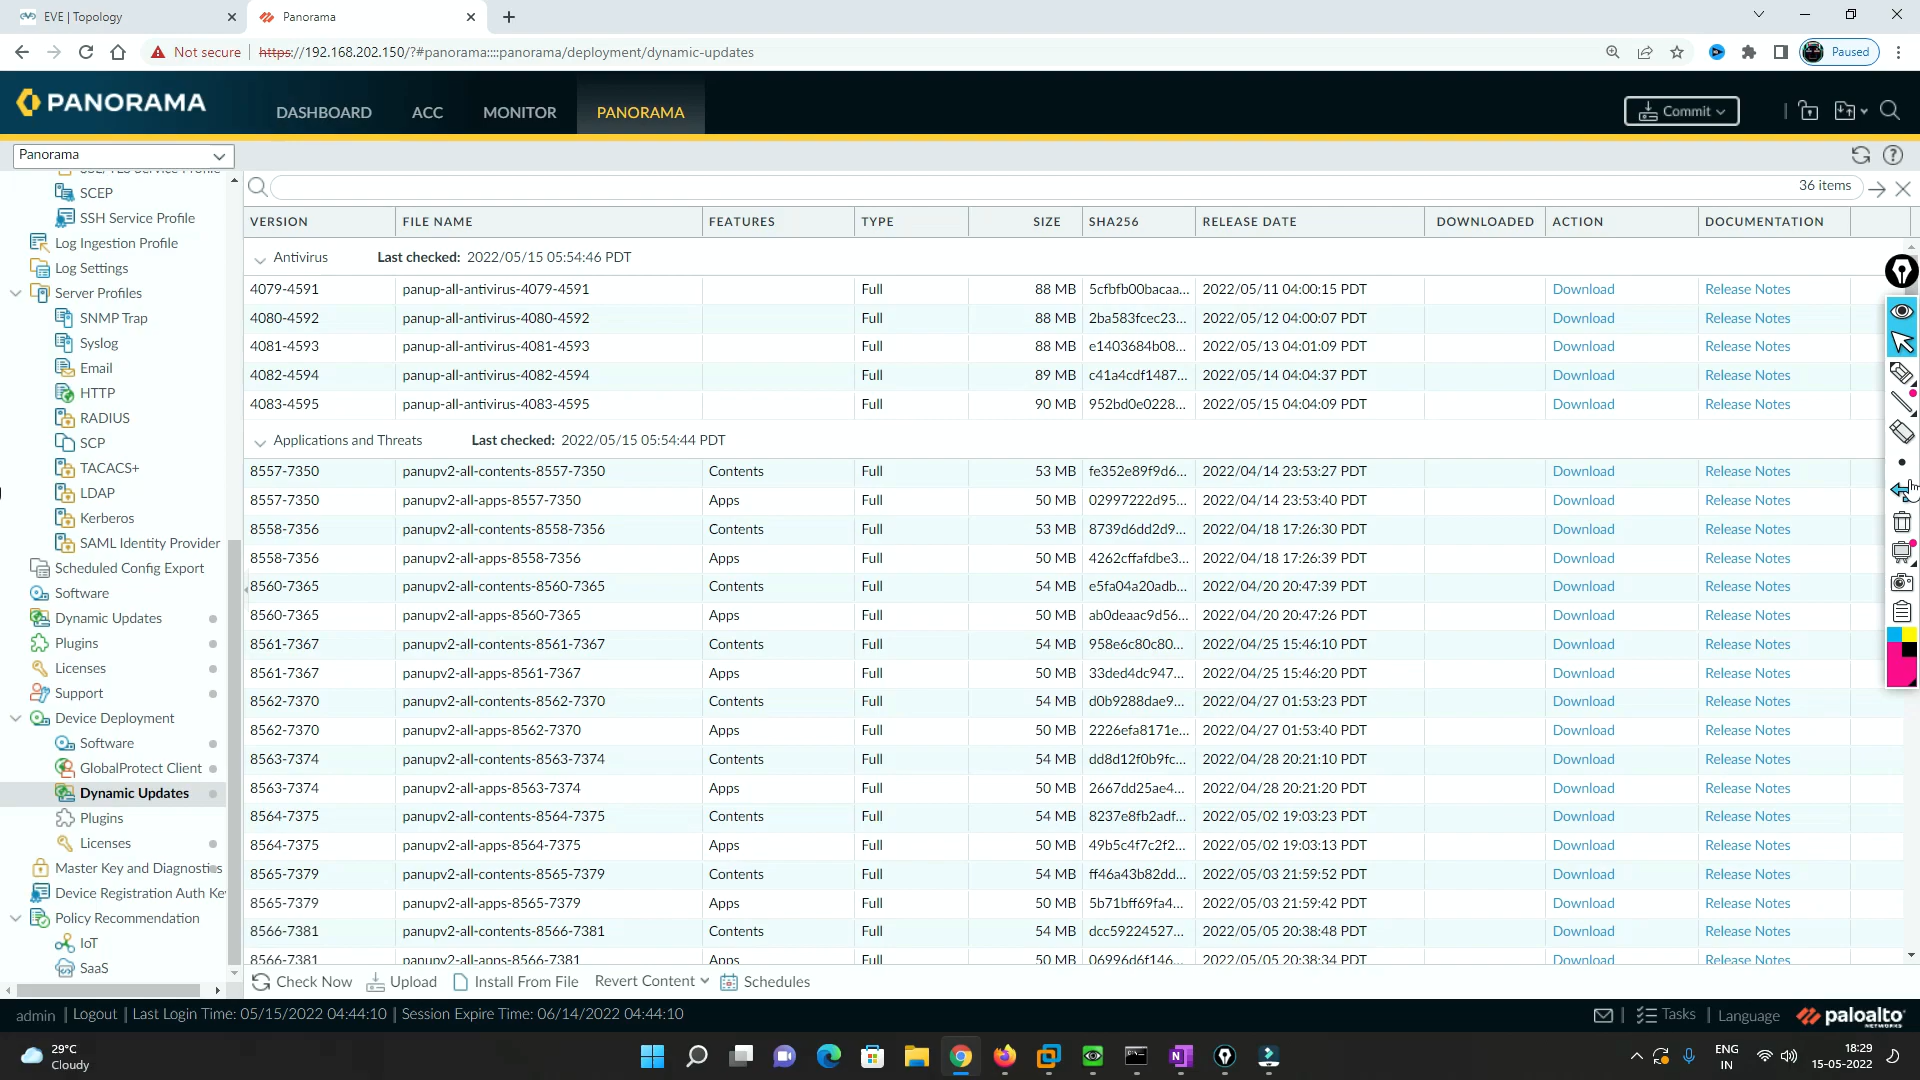 EVE | Topology
Panorama
Not secure
https://192.168.202.150/?#panorama::::panorama/deployment/dynamic-updates
Paused
PANORAMA
DASHBOARD
ACC
MONITOR
PANORAMA
Commit
Panorama
SCEP
SSH Service Profile
Log Ingestion Profile
Log Settings
Server Profiles
SNMP Trap
Syslog
Email
HTTP
RADIUS
SCP
TACACS+
LDAP
Kerberos
SAML Identity Provider
Scheduled Config Export
Software
Dynamic Updates
Plugins
Licenses
Support
Device Deployment
Software
GlobalProtect Client
Dynamic Updates
Plugins
Licenses
Master Key and Diagnostics
Device Registration Auth Ke
Policy Recommendation
IoT
SaaS
36 items
VERSION FILE NAME FEATURES TYPE SIZE SHA256 RELEASE DATE DOWNLOADED ACTION DOCUMENTATION
Antivirus Last checked: 2022/05/15 05:54:46 PDT
4079-4591 panup-all-antivirus-4079-4591 Full 88 MB 5cfbfb00bacaa... 2022/05/11 04:00:15 PDT Download Release Notes
4080-4592 panup-all-antivirus-4080-4592 Full 88 MB 2ba583fcec23... 2022/05/12 04:00:07 PDT Download Release Notes
4081-4593 panup-all-antivirus-4081-4593 Full 88 MB e1403684b08... 2022/05/13 04:01:09 PDT Download Release Notes
4082-4594 panup-all-antivirus-4082-4594 Full 89 MB c41a4cdf1487... 2022/05/14 04:04:37 PDT Download Release Notes
4083-4595 panup-all-antivirus-4083-4595 Full 90 MB 952bd0e0228... 2022/05/15 04:04:09 PDT Download Release Notes
Applications and Threats Last checked: 2022/05/15 05:54:44 PDT
8557-7350 panupv2-all-contents-8557-7350 Contents Full 53 MB fe352e89f9d6... 2022/04/14 23:53:27 PDT Download Release Notes
8557-7350 panupv2-all-apps-8557-7350 Apps Full 50 MB 02997222d95... 2022/04/14 23:53:40 PDT Download Release Notes
8558-7356 panupv2-all-contents-8558-7356 Contents Full 53 MB 8739d6dd2d9... 2022/04/18 17:26:30 PDT Download Release Notes
8558-7356 panupv2-all-apps-8558-7356 Apps Full 50 MB 4262cffafdbe3... 2022/04/18 17:26:39 PDT Download Release Notes
8560-7365 panupv2-all-contents-8560-7365 Contents Full 54 MB e5fa04a20adb... 2022/04/20 20:47:39 PDT Download Release Notes
8560-7365 panupv2-all-apps-8560-7365 Apps Full 50 MB ab0deaac9d56... 2022/04/20 20:47:26 PDT Download Release Notes
8561-7367 panupv2-all-contents-8561-7367 Contents Full 54 MB 958e6c80c80... 2022/04/25 15:46:10 PDT Download Release Notes
8561-7367 panupv2-all-apps-8561-7367 Apps Full 50 MB 33ded4dc947... 2022/04/25 15:46:20 PDT Download Release Notes
8562-7370 panupv2-all-contents-8562-7370 Contents Full 54 MB d0b9288dae9... 2022/04/27 01:53:23 PDT Download Release Notes
8562-7370 panupv2-all-apps-8562-7370 Apps Full 50 MB 2226efa8171e... 2022/04/27 01:53:40 PDT Download Release Notes
8563-7374 panupv2-all-contents-8563-7374 Contents Full 54 MB dd8d12f0b9fc... 2022/04/28 20:21:10 PDT Download Release Notes
8563-7374 panupv2-all-apps-8563-7374 Apps Full 50 MB 2667dd25ae4... 2022/04/28 20:21:20 PDT Download Release Notes
8564-7375 panupv2-all-contents-8564-7375 Contents Full 54 MB 8237e8fb2adf... 2022/05/02 19:03:23 PDT Download Release Notes
8564-7375 panupv2-all-apps-8564-7375 Apps Full 50 MB 49b5c4f7c2f2... 2022/05/02 19:03:13 PDT Download Release Notes
8565-7379 panupv2-all-contents-8565-7379 Contents Full 54 MB ff46a43b82dd... 2022/05/03 21:59:52 PDT Download Release Notes
8565-7379 panupv2-all-apps-8565-7379 Apps Full 50 MB 5b71bff69fa4... 2022/05/03 21:59:42 PDT Download Release Notes
8566-7381 panupv2-all-contents-8566-7381 Contents Full 54 MB dcc59224527... 2022/05/05 20:38:48 PDT Download Release Notes
8566-7381 panupv2-all-apps-8566-7381 Apps Full 50 MB 06996d6f146... 2022/05/05 20:38:34 PDT Download Release Notes
Check Now Upload Install From File Revert Content Schedules
admin | Logout | Last Login Time: 05/15/2022 04:44:10 | Session Expire Time: 06/14/2022 04:44:10
Tasks | Language
paloalto
NETWORKS
29°C
Cloudy
ENG
IN
18:29
15-05-2022